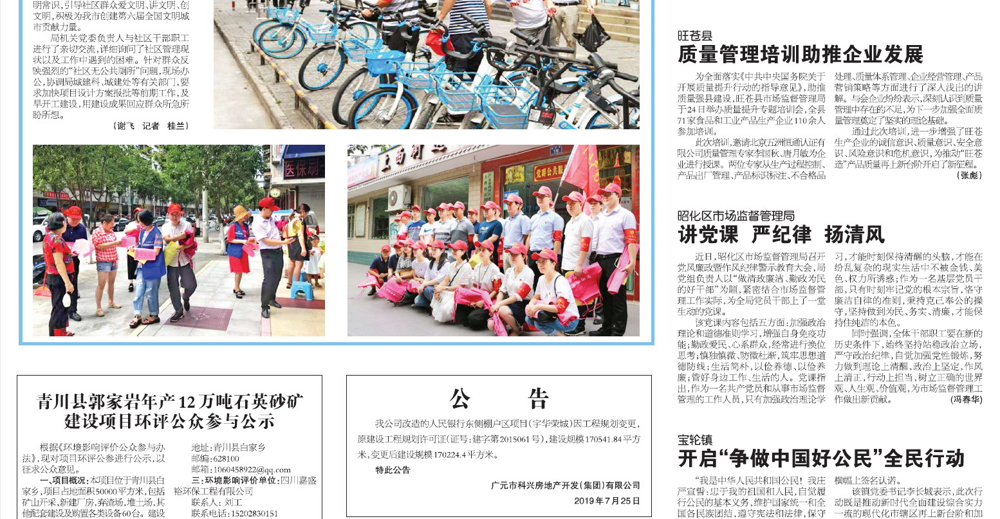 明常识,引导社区群众爱文明、讲文明、创
文明,积极为我市创建第六届全国文明城
市贡献力量。
局机关党委负责人与社区干部职工
进行了亲切交流,详细询问了社区管理现
状以及工作中遇到的困难。针对群众反
映强烈的“社区无公共厕所”问题,现场办
公,协调局城建科、城建处等有关部门,要
求加快项目设计方案报批等前期工作,及
早开工建设,用建设成果回应群众所急所
盼所想。
(谢飞 记者 桂兰)
医保刷
上西街道
党群公共服
19
青川县郭家岩年产12万吨石英砂矿
建设项目环评公众参与公示
根据《环境影响评价公众参与办
法》,现对项目环评公参进行公示,以
征求公众意见。
一、项目概况:本项目位于青川县白
家乡,项目占地面积50000平方米,包括
矿山开采,新建厂房,弃渣场,堆土场,其
他配套建设及购置各类设备60台。建设
地址:青川县白家乡
邮编:628100
邮箱:1060458922@qq.com
三:环境影响评价单位:四川嘉盛
裕环保工程有限公司
联系人:刘工
联系电话:15202830151
公 告
我公司改造的人民银行东侧棚户区项目(宇华荣城)因工程规划变更,
原建设工程规划许可证(证号:建字第2015061号),建设规模170541.84平方
米,变更后建设规模170224.4平方米。
特此公告
广元市科兴房地产开发(集团)有限公司
2019年7月25日
旺苍县
质量管理培训助推企业发展
为全面落实《中共中央国务院关于
开展质量提升行动的指导意见》,助推
质量强县建设,旺苍县市场监督管理局
于24日举办质量提升专题培训会,全县
71家食品和工业产品生产企业110余人
参加培训。
此次培训,邀请北京五洲恒通认证有
限公司质量管理专家李国秋、唐月敏为企
业进行授课。两位专家从生产过程控制、
产品出厂管理、产品标识标注、不合格品
处理、质量体系管理、企业经营管理、产品
营销策略等方面进行了深入浅出的讲
解。与会企业纷纷表示,深刻认识到质量
管理中存在的不足,为下一步加强全面质
量管理奠定了坚实的理论基础。
通过此次培训,进一步增强了旺苍
生产企业的诚信意识、质量意识、安全意
识、风险意识和危机意识,为推动“旺苍
造”产品质量再上新台阶开启了新征程。
(张彪)
昭化区市场监督管理局
讲党课 严纪律 扬清风
近日,昭化区市场监督管理局召开
党风廉政暨作风纪律警示教育大会,局
党组负责人以“做清政廉洁、勤政为民
的好干部”为题,紧密结合市场监督管
理工作实际,为全局党员干部上了一堂
生动的党课。
该党课内容包括五方面:加强政治
理论和道德准则学习,增强自身免疫功
能;勤政爱民、心系群众,经常进行换位
思考;慎独慎微、防微杜渐,筑牢思想道
德防线;生活简朴,以俭养德、以俭养
廉;管好身边工作、生活的人。党课指
出,作为一名共产党员和从事市场监督
管理的工作人员,只有加强政治理论学
习,才能时刻保持清醒的头脑,才能在
纷乱复杂的现实生活中不被金钱、美
色、权力所诱惑;作为一名基层党员干
部,只有时刻牢记党的根本宗旨,恪守
廉洁自律的准则,秉持克己奉公的操
守,坚持做到为民、务实、清廉,才能保
持住纯洁的本色。
同时强调,全体干部职工要在新的
历史条件下,始终坚持站稳政治立场,
严守政治纪律,自觉加强党性锻炼,努
力做到理论上清醒,政治上坚定,作风
上清正,行动上担当,树立正确的世界
观、人生观、价值观,为市场监督管理工
作做出新贡献。
(冯春华)
宝轮镇
开启“争做中国好公民”全民行动
“我是中华人民共和国公民!我庄
严宣誓:忠于我的祖国和人民,自觉履
行公民的基本义务,维护国家统一和全
国各民族团结,遵守宪法和法律,保守
横幅上签名认诺。
该镇党委书记李长城表示,此次行
动既是推动新时代全面建设综合实力
一流的现代化市辖区再上新台阶和加